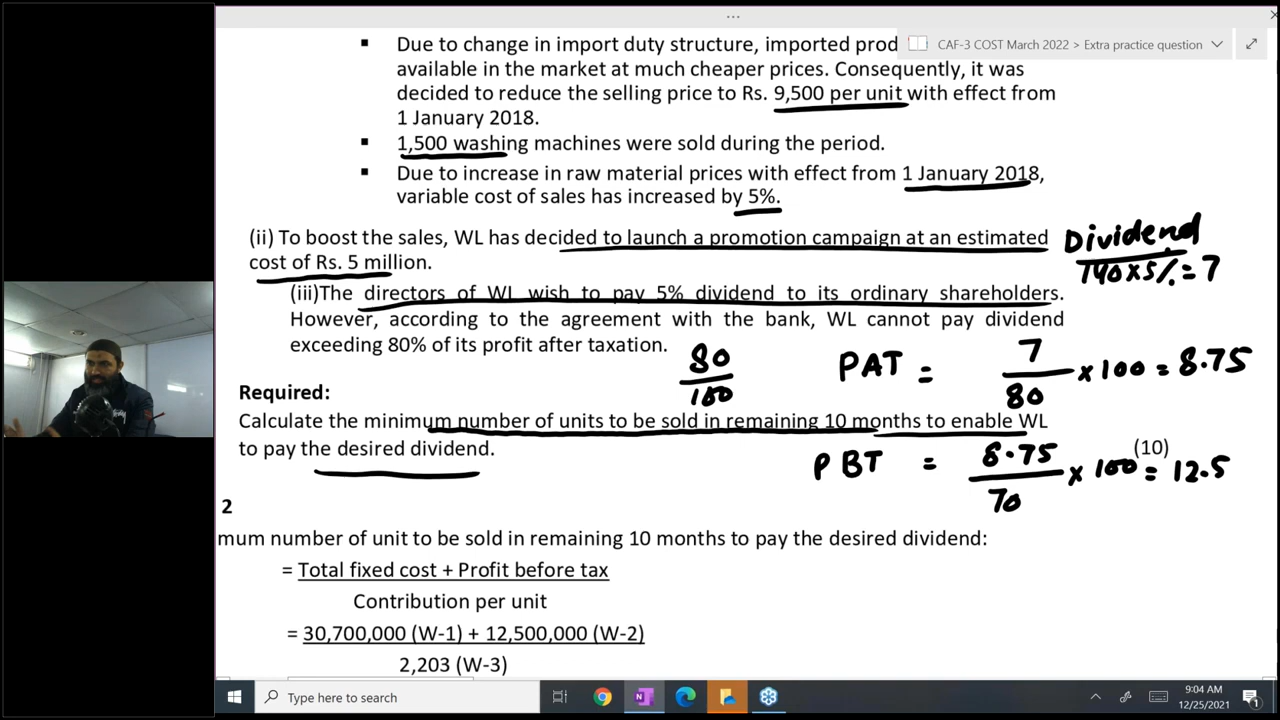 ...
Due to change in import duty structure, imported prod
CAF-3 COST March 2022 > Extra practice question
available in the market at much cheaper prices. Consequently, it was
decided to reduce the selling price to Rs. 9,500 per unit with effect from
1 January 2018.
▪ 1,500 washing machines were sold during the period.
▪ Due to increase in raw material prices with effect from 1 January 2018,
variable cost of sales has increased by 5%.
(ii) To boost the sales, WL has decided to launch a promotion campaign at an estimated
cost of Rs. 5 million.
Dividend
140 x 5% = 7
(iii)The directors of WL wish to pay 5% dividend to its ordinary shareholders.
However, according to the agreement with the bank, WL cannot pay dividend
exceeding 80% of its profit after taxation.
80
100
PAT = 7 x 100 = 8.75
80
Required:
Calculate the minimum number of units to be sold in remaining 10 months to enable WL
to pay the desired dividend.
(10)
PBT = 8.75 x 100 = 12.5
70
2
mum number of unit to be sold in remaining 10 months to pay the desired dividend:
= Total fixed cost + Profit before tax
Contribution per unit
= 30,700,000 (W-1) + 12,500,000 (W-2)
2,203 (W-3)
Type here to search
9:04 AM
12/25/2021
1